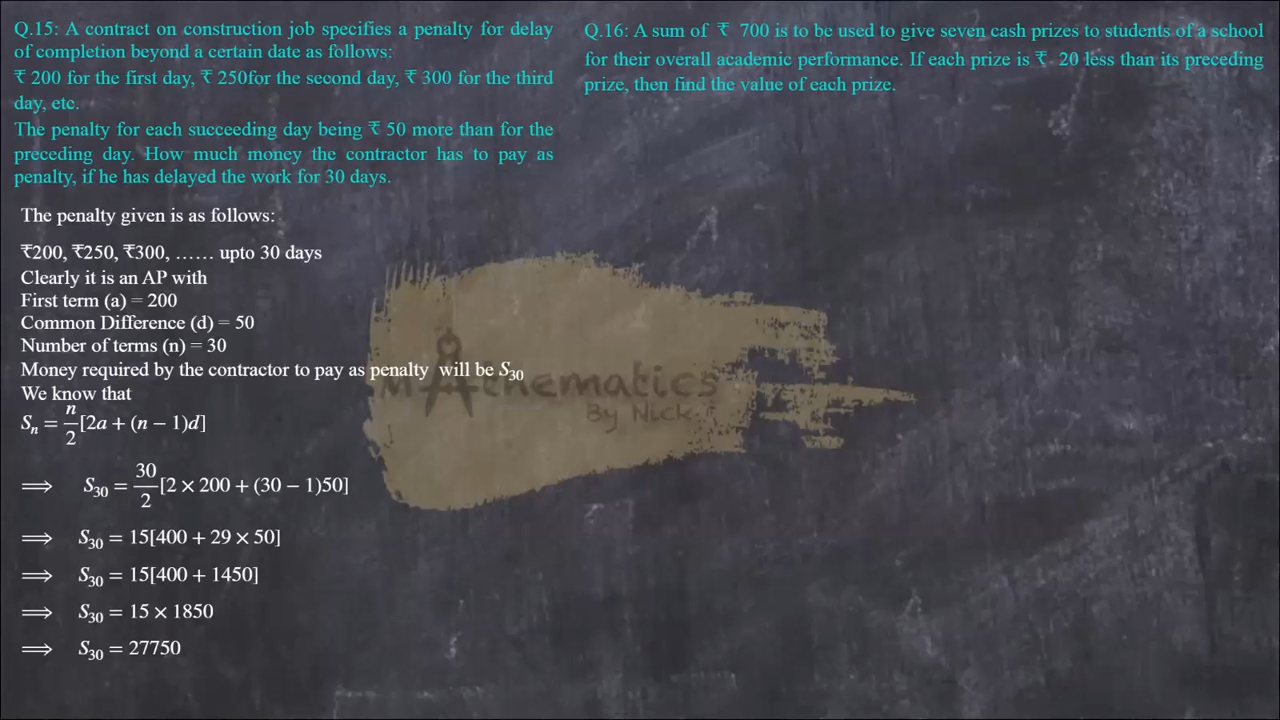 Q.15: A contract on construction job specifies a penalty for delay
of completion beyond a certain date as follows:
₹ 200 for the first day, ₹ 250for the second day, ₹ 300 for the third
day, etc.
The penalty for each succeeding day being ₹ 50 more than for the
preceding day. How much money the contractor has to pay as
penalty, if he has delayed the work for 30 days.
The penalty given is as follows:
₹200, ₹250, ₹300, …… upto 30 days
Clearly it is an AP with
First term (a) = 200
Common Difference (d) = 50
Number of terms (n) = 30
Money required by the contractor to pay as penalty  will be S₃₀
We know that
Sₙ = n/2[2a + (n − 1)d]
⟹ S₃₀ = 30/2[2 × 200 + (30 − 1)50]
⟹ S₃₀ = 15[400 + 29 × 50]
⟹ S₃₀ = 15[400 + 1450]
⟹ S₃₀ = 15 × 1850
⟹ S₃₀ = 27750
Q.16: A sum of ₹ 700 is to be used to give seven cash prizes to students of a school
for their overall academic performance. If each prize is ₹ 20 less than its preceding
prize, then find the value of each prize.
mAthematics
By Nick